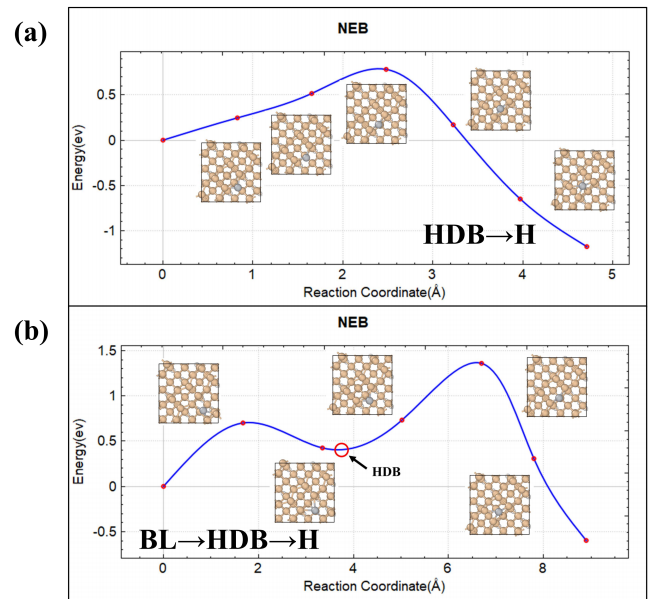 (a)
NEB
Energy(ev)
0.5
0
-0.5
-1
HDB→H
0 1 2 3 4 5
Reaction Coordinate(Å)
(b)
NEB
Energy(ev)
1.5
1
0.5
0
-0.5
HDB
BL→HDB→H
0 2 4 6 8
Reaction Coordinate(Å)